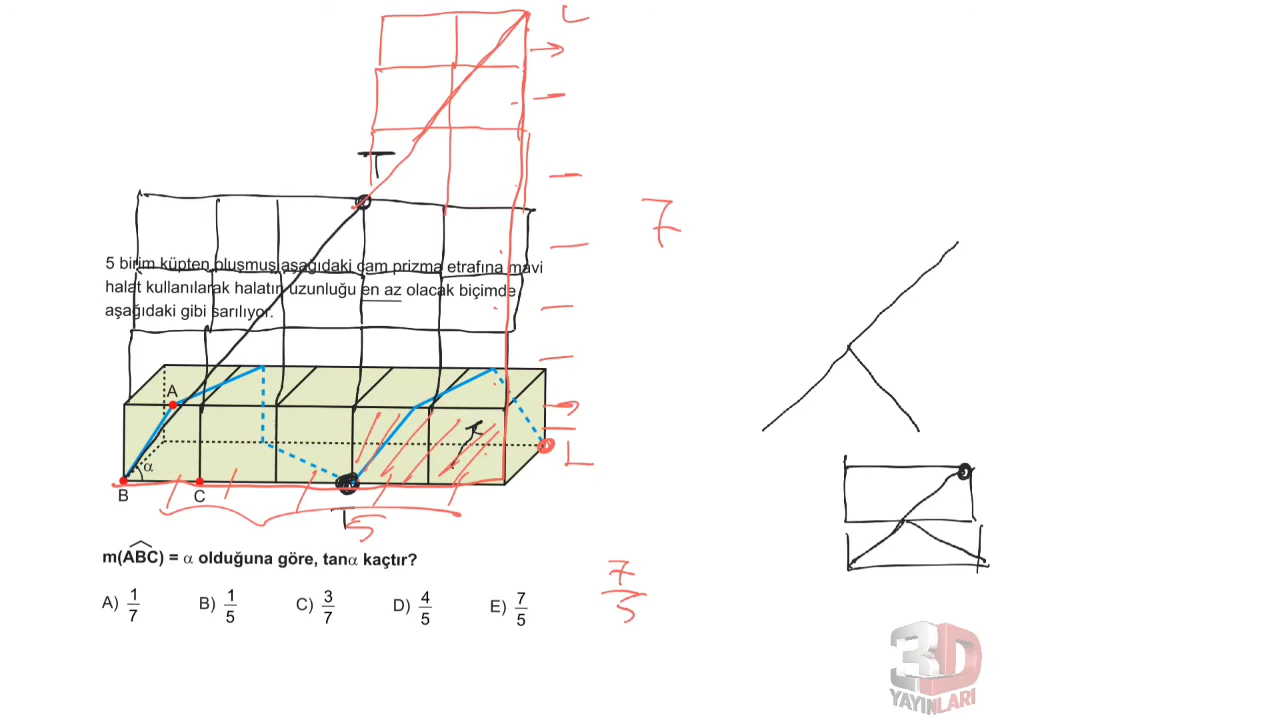 L
T
7
5 birim küpten oluşmuş aşağıdaki cam prizma etrafına mavi
halat kullanılarak halatın uzunluğu en az olacak biçimde
aşağıdaki gibi sarılıyor.
A
α
L
B
C
T
5
m(ABC) = α olduğuna göre, tanα kaçtır?
A) 1/7 B) 1/5 C) 3/7 D) 4/5 E) 7/5
7/5
3D
YAYINLARI